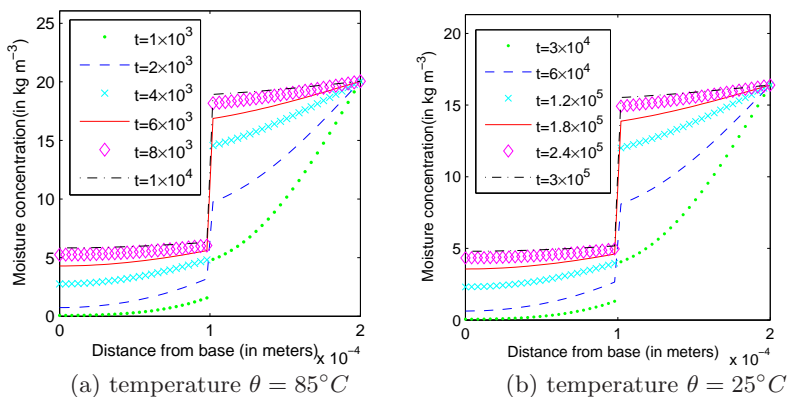 25
20
15
10
5
0
Moisture concentration(in kg m⁻³)
t=1×10³
t=2×10³
t=4×10³
t=6×10³
t=8×10³
t=1×10⁴
0
1
2
Distance from base (in meters)
x 10⁻⁴
(a) temperature θ = 85°C
20
15
10
5
0
Moisture concentration(in kg m⁻³)
t=3×10⁴
t=6×10⁴
t=1.2×10⁵
t=1.8×10⁵
t=2.4×10⁵
t=3×10⁵
0
1
2
Distance from base (in meters)
x 10⁻⁴
(b) temperature θ = 25°C